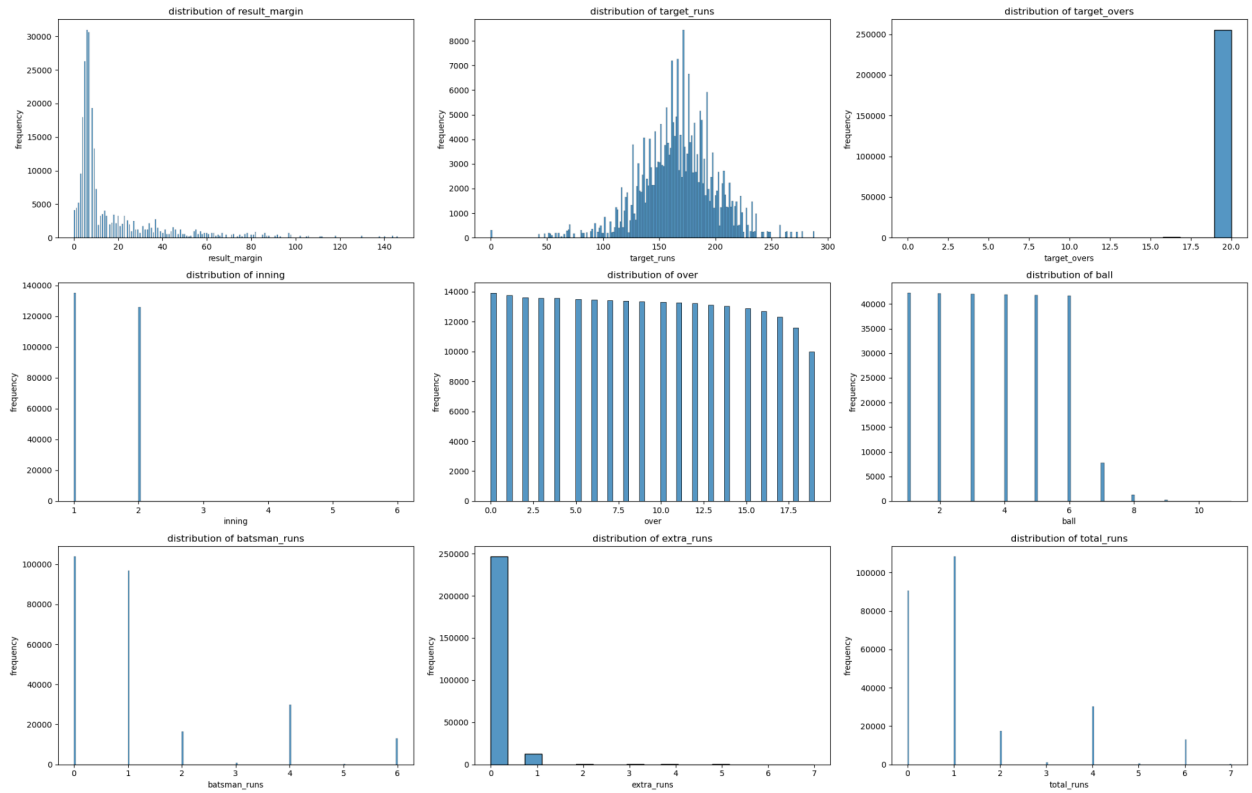 distribution of result_margin
30000
25000
20000
15000
10000
5000
0
frequency
0 20 40 60 80 100 120 140
result_margin
distribution of target_runs
8000
7000
6000
5000
4000
3000
2000
1000
0
frequency
0 50 100 150 200 250 300
target_runs
distribution of target_overs
250000
200000
150000
100000
50000
0
frequency
0.0 2.5 5.0 7.5 10.0 12.5 15.0 17.5 20.0
target_overs
distribution of inning
140000
120000
100000
80000
60000
40000
20000
0
frequency
1 2 3 4 5 6
inning
distribution of over
14000
12000
10000
8000
6000
4000
2000
0
frequency
0.0 2.5 5.0 7.5 10.0 12.5 15.0 17.5
over
distribution of ball
40000
35000
30000
25000
20000
15000
10000
5000
0
frequency
2 4 6 8 10
ball
distribution of batsman_runs
100000
80000
60000
40000
20000
0
frequency
0 1 2 3 4 5 6
batsman_runs
distribution of extra_runs
250000
200000
150000
100000
50000
0
frequency
0 1 2 3 4 5 6 7
extra_runs
distribution of total_runs
100000
80000
60000
40000
20000
0
frequency
0 1 2 3 4 5 6 7
total_runs